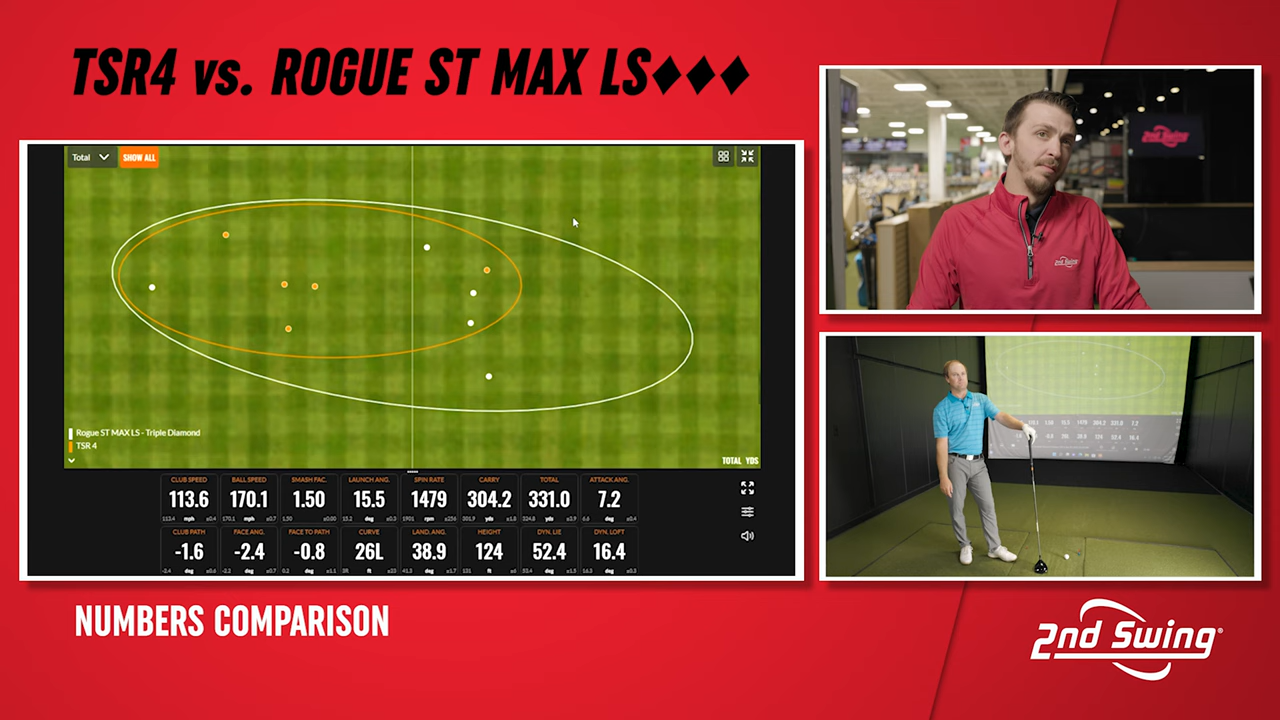 TSR4 vs. ROGUE ST MAX LS♦♦♦
Total
SHOW ALL
Rogue ST MAX LS - Triple Diamond
TSR 4
TOTAL YDS
CLUB SPEED BALL SPEED SMASH FAC. LAUNCH ANG. SPIN RATE CARRY TOTAL ATTACK ANG.
113.6 170.1 1.50 15.5 1479 304.2 331.0 7.2
mph mph deg rpm yds yds deg
CLUB PATH FACE ANG. FACE TO PATH CURVE LAND. ANG. HEIGHT DYN. LIE DYN. LOFT
-1.6 -2.4 -0.8 26L 38.9 124 52.4 16.4
deg deg deg ft deg ft deg deg
2nd Swing
2nd Swing
NUMBERS COMPARISON
2nd Swing®